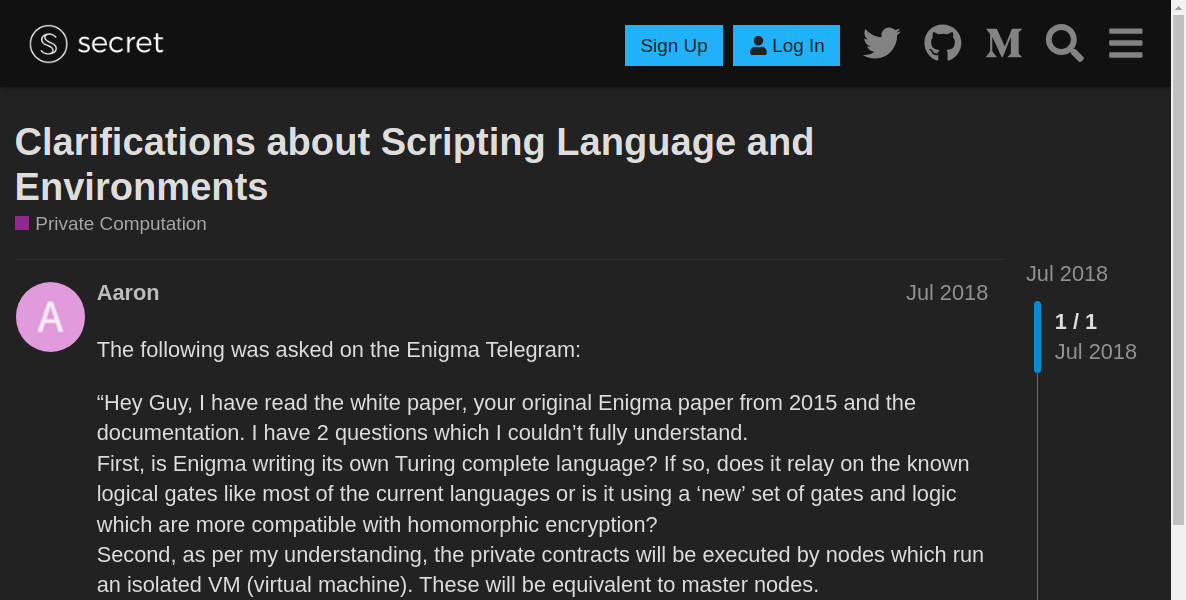 secret
Sign Up
Log In
Clarifications about Scripting Language and
Environments
Private Computation
Jul 2018
A
Aaron
Jul 2018
1 / 1
Jul 2018
The following was asked on the Enigma Telegram:
“Hey Guy, I have read the white paper, your original Enigma paper from 2015 and the
documentation. I have 2 questions which I couldn’t fully understand.
First, is Enigma writing its own Turing complete language? If so, does it relay on the known
logical gates like most of the current languages or is it using a ‘new’ set of gates and logic
which are more compatible with homomorphic encryption?
Second, as per my understanding, the private contracts will be executed by nodes which run
an isolated VM (virtual machine). These will be equivalent to master nodes.